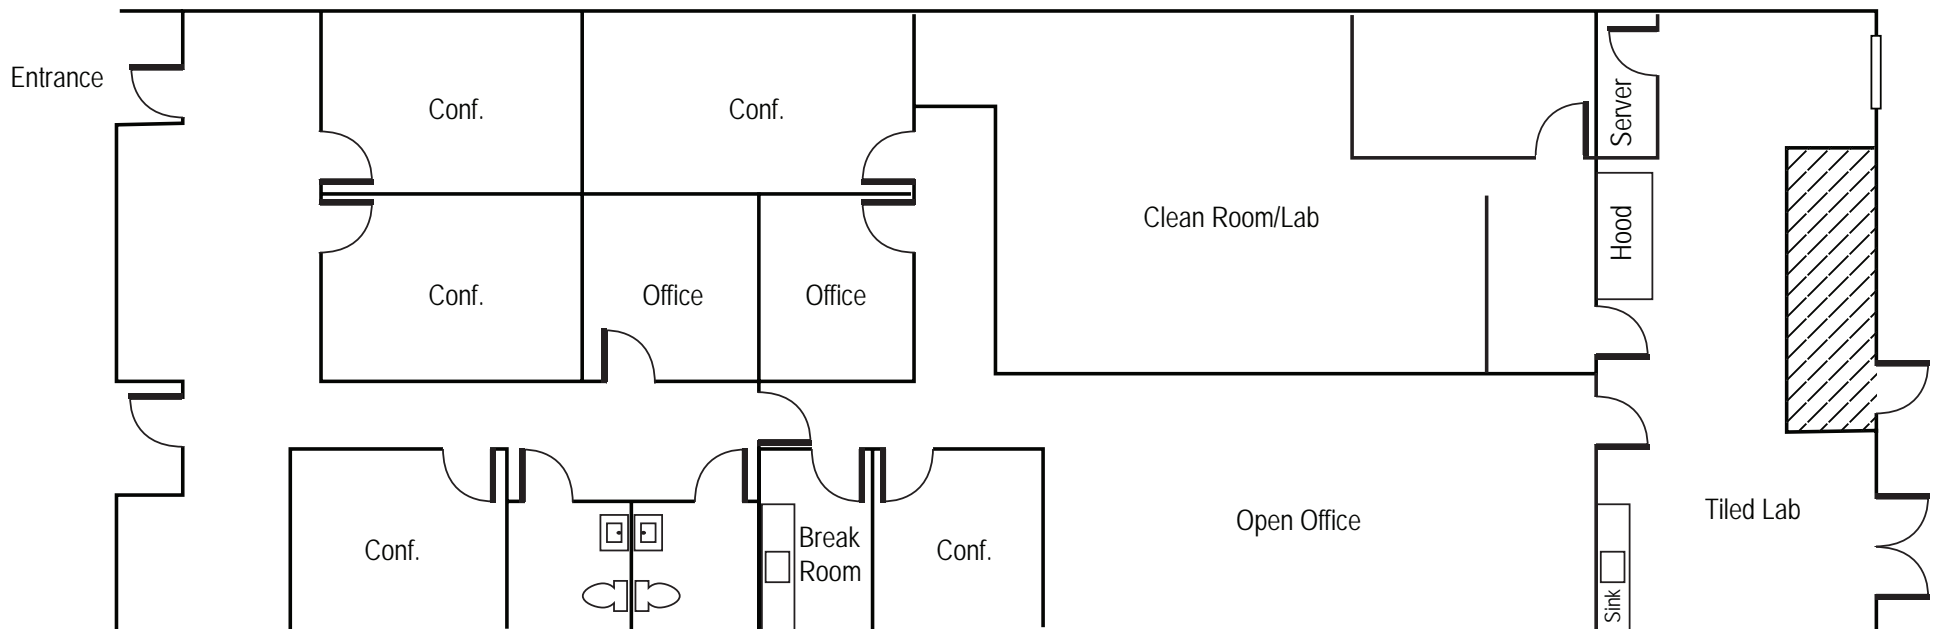 Entrance
Conf.
Conf.
Server
Clean Room/Lab
Hood
Conf.
Office
Office
Conf.
Break
Room
Conf.
Open Office
Tiled Lab
Sink